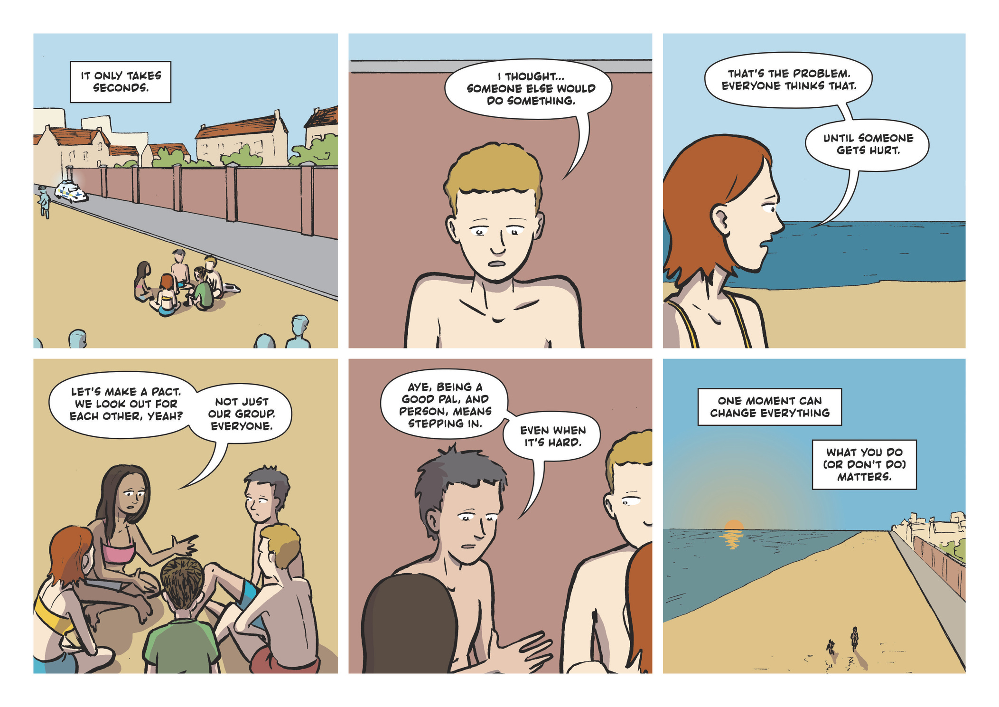 IT ONLY TAKES
SECONDS.
I THOUGHT...
SOMEONE ELSE WOULD
DO SOMETHING.
THAT'S THE PROBLEM.
EVERYONE THINKS THAT.
UNTIL SOMEONE
GETS HURT.
LET'S MAKE A PACT.
WE LOOK OUT FOR
EACH OTHER, YEAH?
NOT JUST
OUR GROUP.
EVERYONE.
AYE, BEING A
GOOD PAL, AND
PERSON, MEANS
STEPPING IN.
EVEN WHEN
IT'S HARD.
ONE MOMENT CAN
CHANGE EVERYTHING
WHAT YOU DO
(OR DON'T DO)
MATTERS.